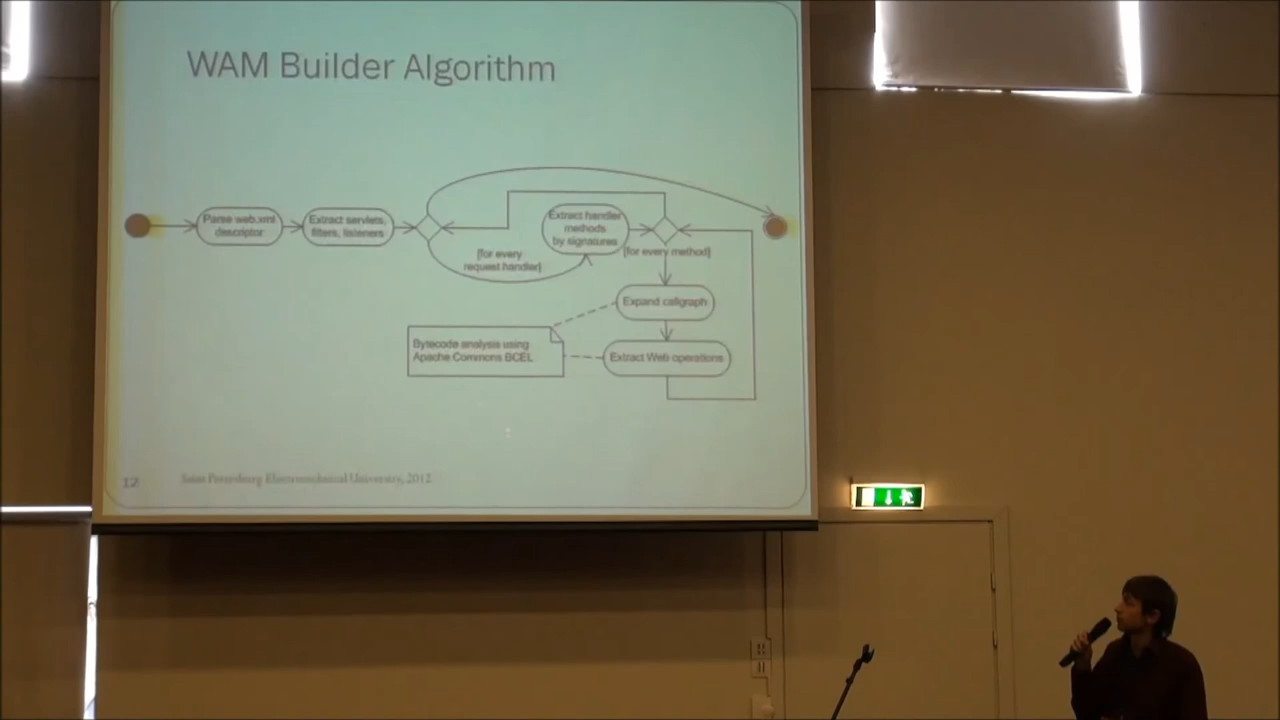 WAM Builder Algorithm
Parse web.xml
descriptor
Extract servlets,
filters, listeners
[for every
request handler]
Extract handler
methods
by signatures
[for every method]
Expand callgraph
Extract Web operations
Bytecode analysis using
Apache Commons BCEL
12
Saint Petersburg Electrotechnical University, 2012